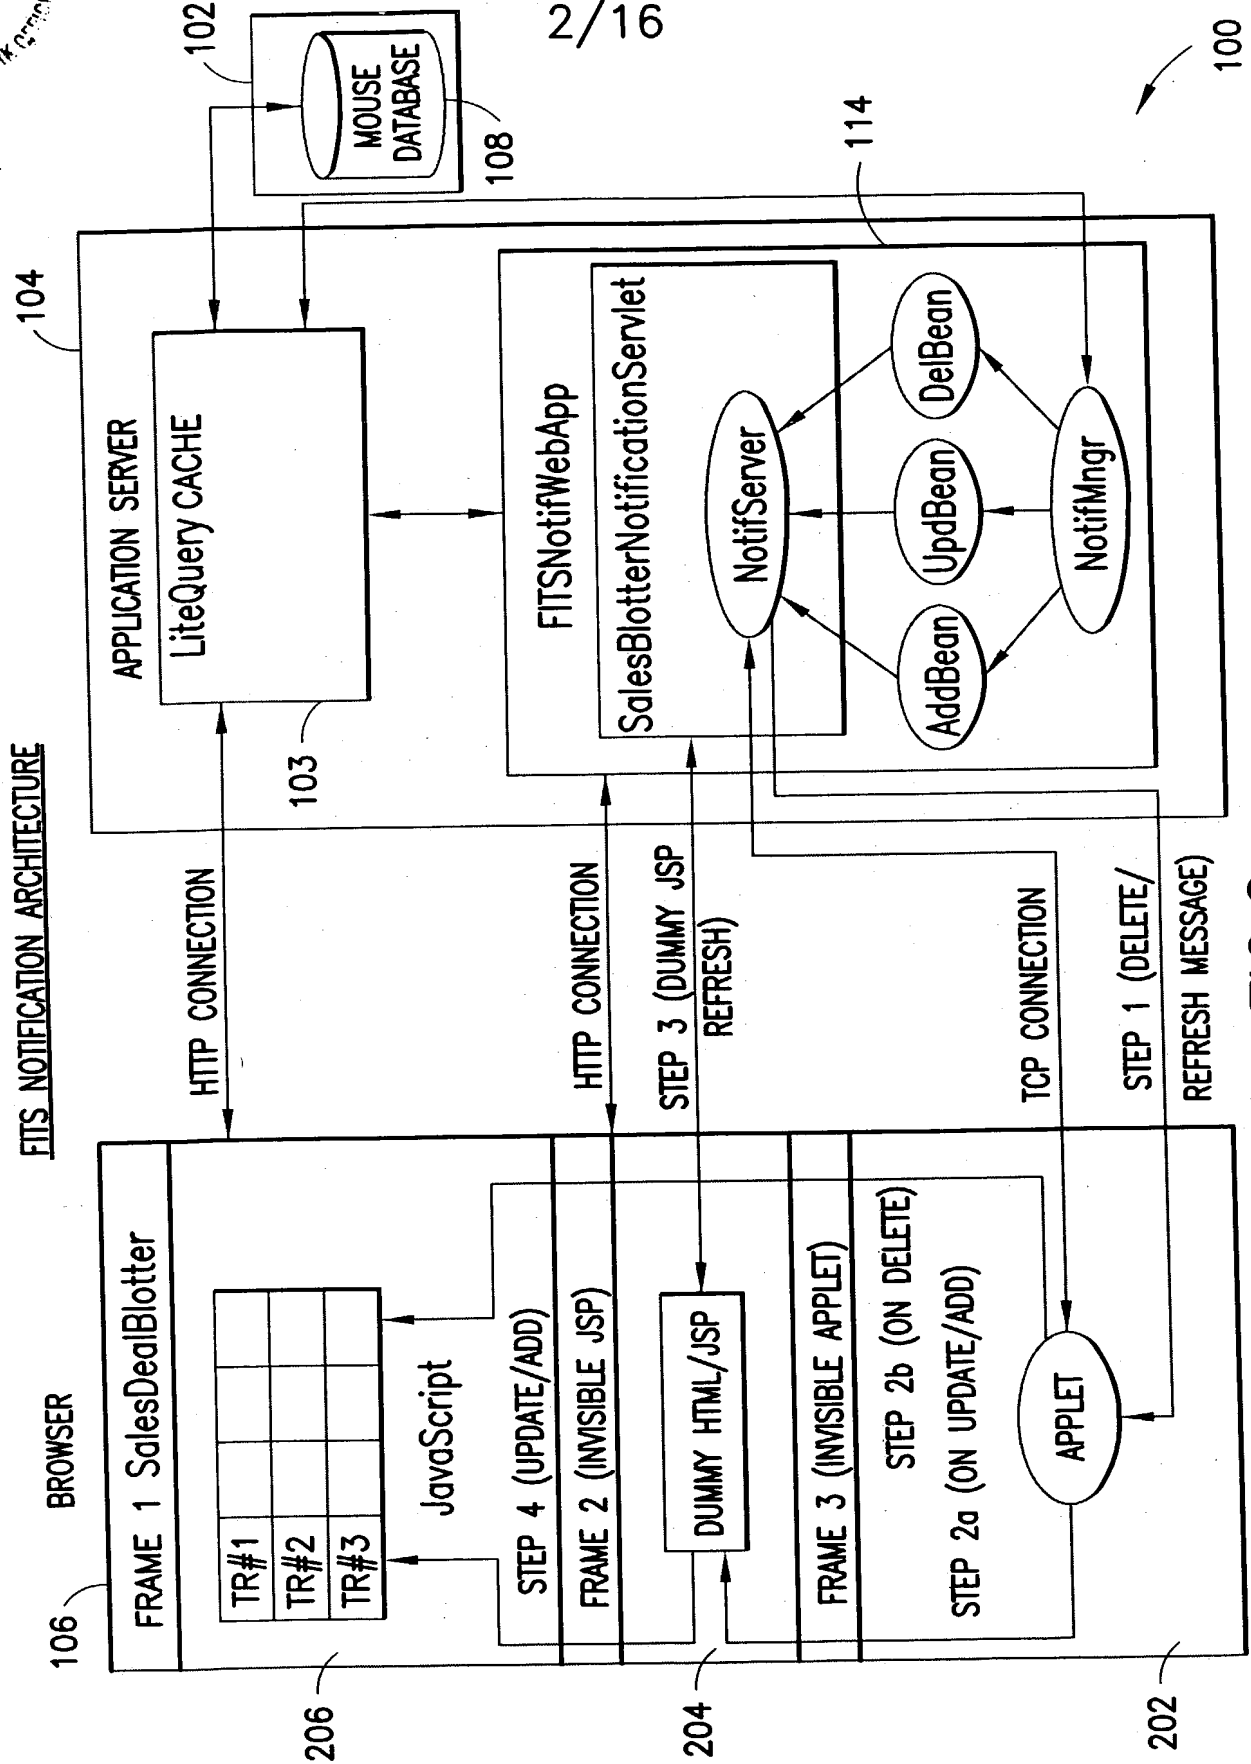 2/16
FITS NOTIFICATION ARCHITECTURE
100
102
MOUSE
DATABASE
108
104
APPLICATION SERVER
LiteQuery CACHE
103
114
FITSNotifWebApp
SalesBlotterNotificationServlet
NotifServer
AddBean
UpdBean
DelBean
NotifMngr
HTTP CONNECTION
HTTP CONNECTION
STEP 3 (DUMMY JSP
REFRESH)
TCP CONNECTION
STEP 1 (DELETE/
REFRESH MESSAGE)
BROWSER
106
FRAME 1 SalesDealBlotter
TR#1
TR#2
TR#3
JavaScript
206
STEP 4 (UPDATE/ADD)
FRAME 2 (INVISIBLE JSP)
DUMMY HTML/JSP
204
FRAME 3 (INVISIBLE APPLET)
STEP 2b (ON DELETE)
STEP 2a (ON UPDATE/ADD)
APPLET
202